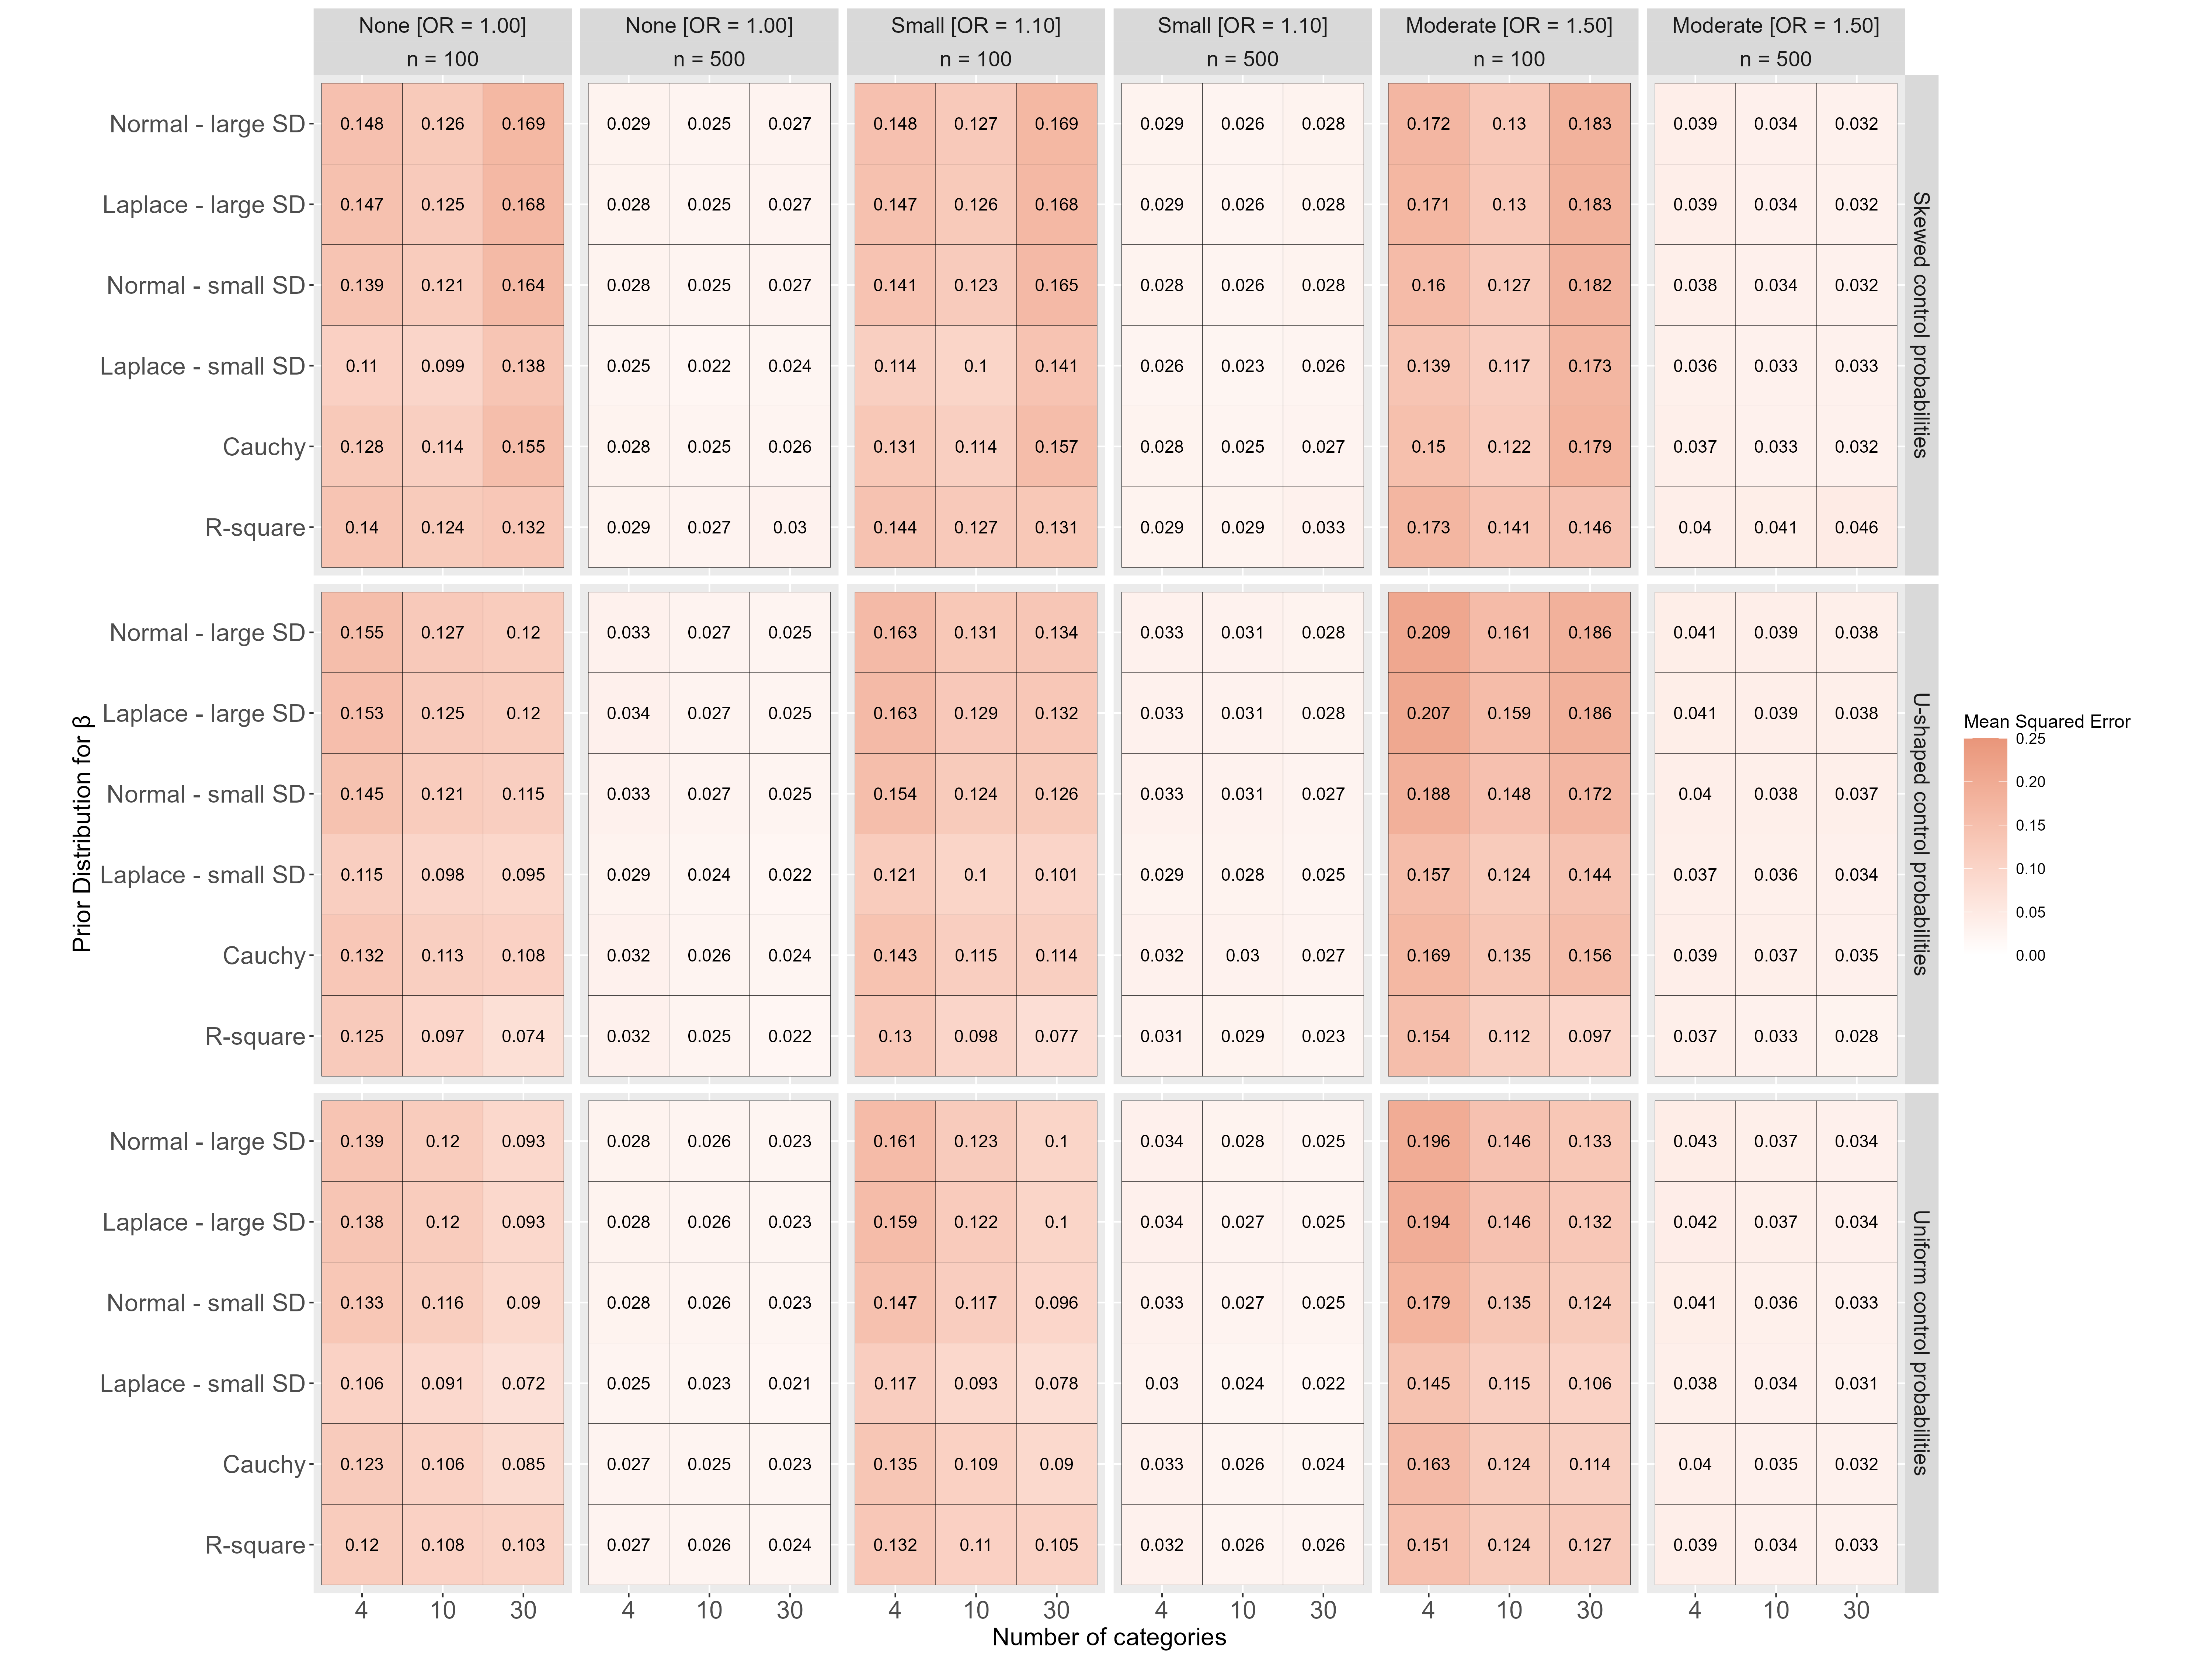 None [OR = 1.00] None [OR = 1.00] Small [OR = 1.10] Small [OR = 1.10] Moderate [OR = 1.50] Moderate [OR = 1.50]
n = 100 n = 500 n = 100 n = 500 n = 100 n = 500
Normal - large SD 0.148 0.126 0.169 0.029 0.025 0.027 0.148 0.127 0.169 0.029 0.026 0.028 0.172 0.13 0.183 0.039 0.034 0.032
Laplace - large SD 0.147 0.125 0.168 0.028 0.025 0.027 0.147 0.126 0.168 0.029 0.026 0.028 0.171 0.13 0.183 0.039 0.034 0.032
Normal - small SD 0.139 0.121 0.164 0.028 0.025 0.027 0.141 0.123 0.165 0.028 0.026 0.028 0.16 0.127 0.182 0.038 0.034 0.032
Laplace - small SD 0.11 0.099 0.138 0.025 0.022 0.024 0.114 0.1 0.141 0.026 0.023 0.026 0.139 0.117 0.173 0.036 0.033 0.033
Cauchy 0.128 0.114 0.155 0.028 0.025 0.026 0.131 0.114 0.157 0.028 0.025 0.027 0.15 0.122 0.179 0.037 0.033 0.032
R-square 0.14 0.124 0.132 0.029 0.027 0.03 0.144 0.127 0.131 0.029 0.029 0.033 0.173 0.141 0.146 0.04 0.041 0.046
Skewed control probabilities
Normal - large SD 0.155 0.127 0.12 0.033 0.027 0.025 0.163 0.131 0.134 0.033 0.031 0.028 0.209 0.161 0.186 0.041 0.039 0.038
Laplace - large SD 0.153 0.125 0.12 0.034 0.027 0.025 0.163 0.129 0.132 0.033 0.031 0.028 0.207 0.159 0.186 0.041 0.039 0.038
Normal - small SD 0.145 0.121 0.115 0.033 0.027 0.025 0.154 0.124 0.126 0.033 0.031 0.027 0.188 0.148 0.172 0.04 0.038 0.037
Laplace - small SD 0.115 0.098 0.095 0.029 0.024 0.022 0.121 0.1 0.101 0.029 0.028 0.025 0.157 0.124 0.144 0.037 0.036 0.034
Cauchy 0.132 0.113 0.108 0.032 0.026 0.024 0.143 0.115 0.114 0.032 0.03 0.027 0.169 0.135 0.156 0.039 0.037 0.035
R-square 0.125 0.097 0.074 0.032 0.025 0.022 0.13 0.098 0.077 0.031 0.029 0.023 0.154 0.112 0.097 0.037 0.033 0.028
U-shaped control probabilities
Normal - large SD 0.139 0.12 0.093 0.028 0.026 0.023 0.161 0.123 0.1 0.034 0.028 0.025 0.196 0.146 0.133 0.043 0.037 0.034
Laplace - large SD 0.138 0.12 0.093 0.028 0.026 0.023 0.159 0.122 0.1 0.034 0.027 0.025 0.194 0.146 0.132 0.042 0.037 0.034
Normal - small SD 0.133 0.116 0.09 0.028 0.026 0.023 0.147 0.117 0.096 0.033 0.027 0.025 0.179 0.135 0.124 0.041 0.036 0.033
Laplace - small SD 0.106 0.091 0.072 0.025 0.023 0.021 0.117 0.093 0.078 0.03 0.024 0.022 0.145 0.115 0.106 0.038 0.034 0.031
Cauchy 0.123 0.106 0.085 0.027 0.025 0.023 0.135 0.109 0.09 0.033 0.026 0.024 0.163 0.124 0.114 0.04 0.035 0.032
R-square 0.12 0.108 0.103 0.027 0.026 0.024 0.132 0.11 0.105 0.032 0.026 0.026 0.151 0.124 0.127 0.039 0.034 0.033
Uniform control probabilities
4 10 30 4 10 30 4 10 30 4 10 30 4 10 30 4 10 30
Number of categories
Prior Distribution for β
Mean Squared Error
0.25
0.20
0.15
0.10
0.05
0.00